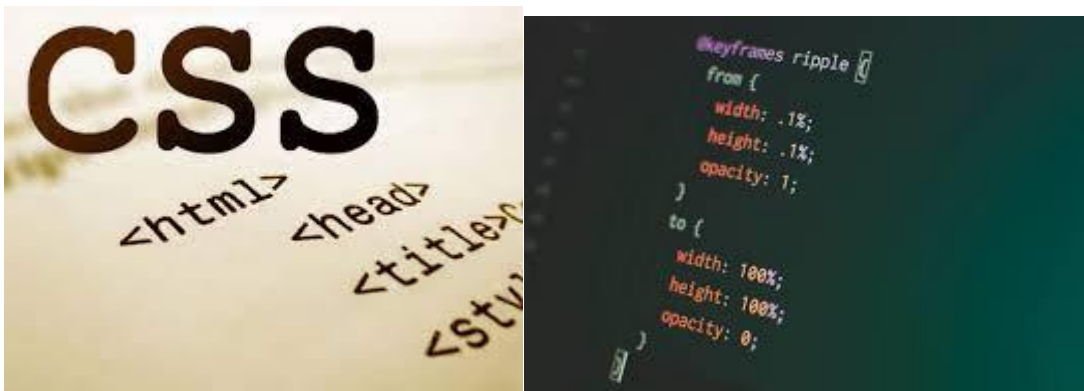 CSS
<html>
<head>
<title>
@keyframes ripple {
from {
width: .1%;
height: .1%;
opacity: 1;
}
to {
width: 100%;
height: 100%;
opacity: 0;
}
}